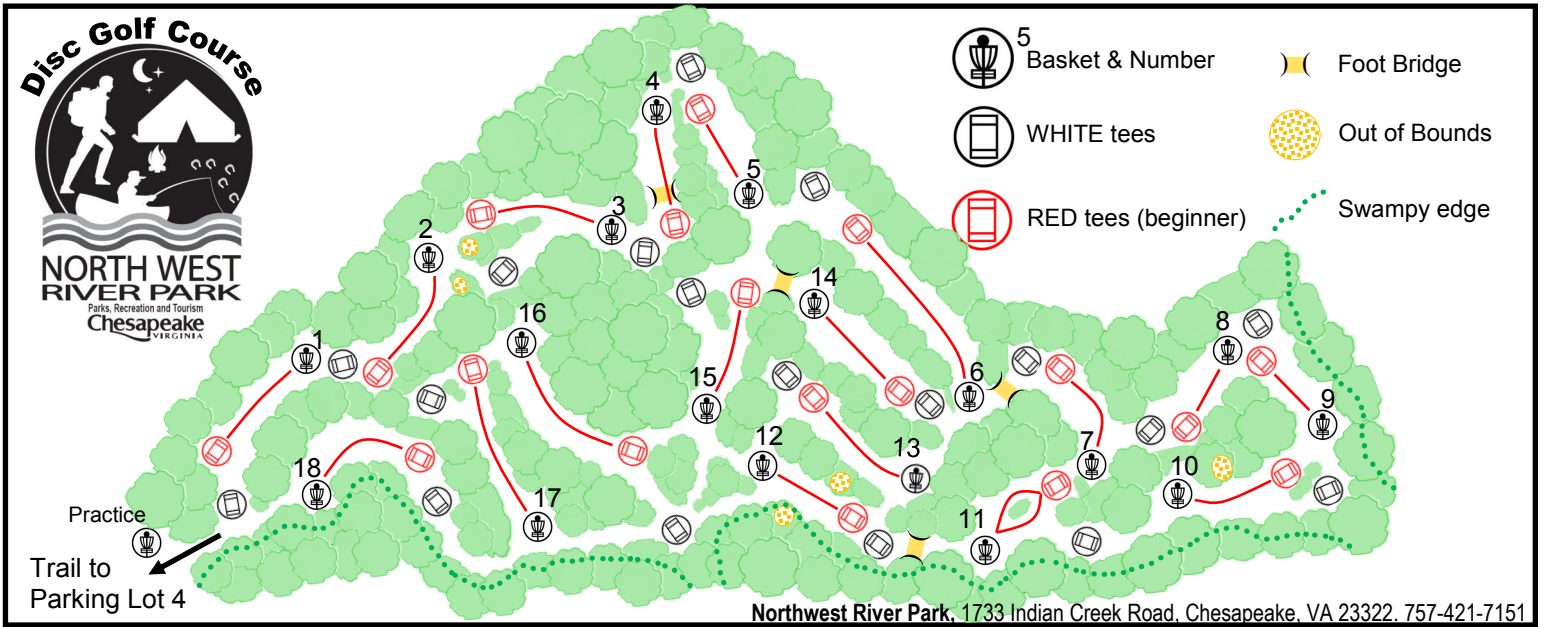 Disc Golf Course
NORTH WEST
RIVER PARK
Parks, Recreation and Tourism
Chesapeake
VIRGINIA
5
Basket & Number
WHITE tees
RED tees (beginner)
Foot Bridge
Out of Bounds
Swampy edge
4
5
3
2
14
16
1
8
6
15
9
12
13
7
10
18
17
11
Practice
Trail to
Parking Lot 4
Northwest River Park, 1733 Indian Creek Road, Chesapeake, VA 23322. 757-421-7151